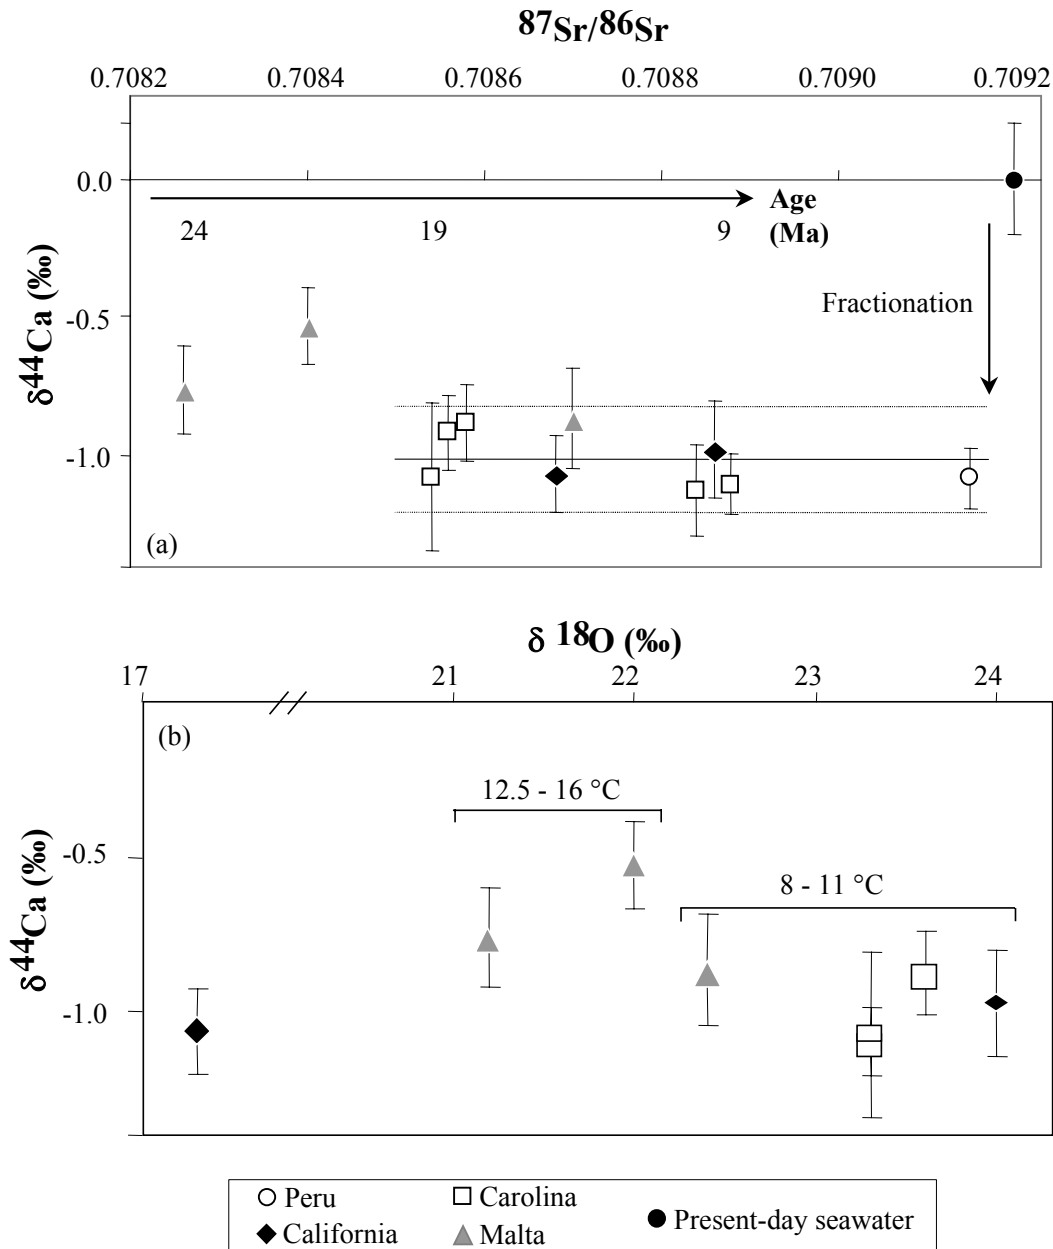 87Sr/86Sr
0.7082 0.7084 0.7086 0.7088 0.7090 0.7092
0.0
Age
(Ma)
24 19 9
Fractionation
-0.5
-1.0
δ44Ca (‰)
(a)
δ 18O (‰)
17 21 22 23 24
(b)
12.5 - 16 °C
8 - 11 °C
-0.5
-1.0
δ44Ca (‰)
Peru Carolina
California Malta
Present-day seawater